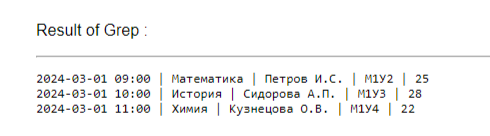 Result of Grep :
2024-03-01 09:00 | Математика | Петров И.С. | М1У2 | 25
2024-03-01 10:00 | История | Сидорова А.П. | М1У3 | 28
2024-03-01 11:00 | Химия | Кузнецова О.В. | М1У4 | 22